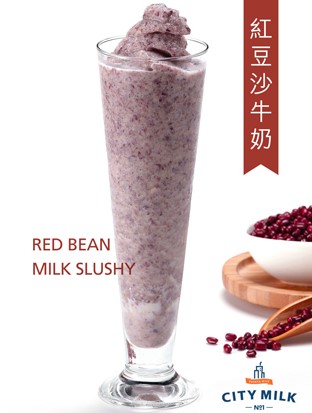 紅豆沙牛奶
RED BEAN
MILK SLUSHY
CITY MILK
№1